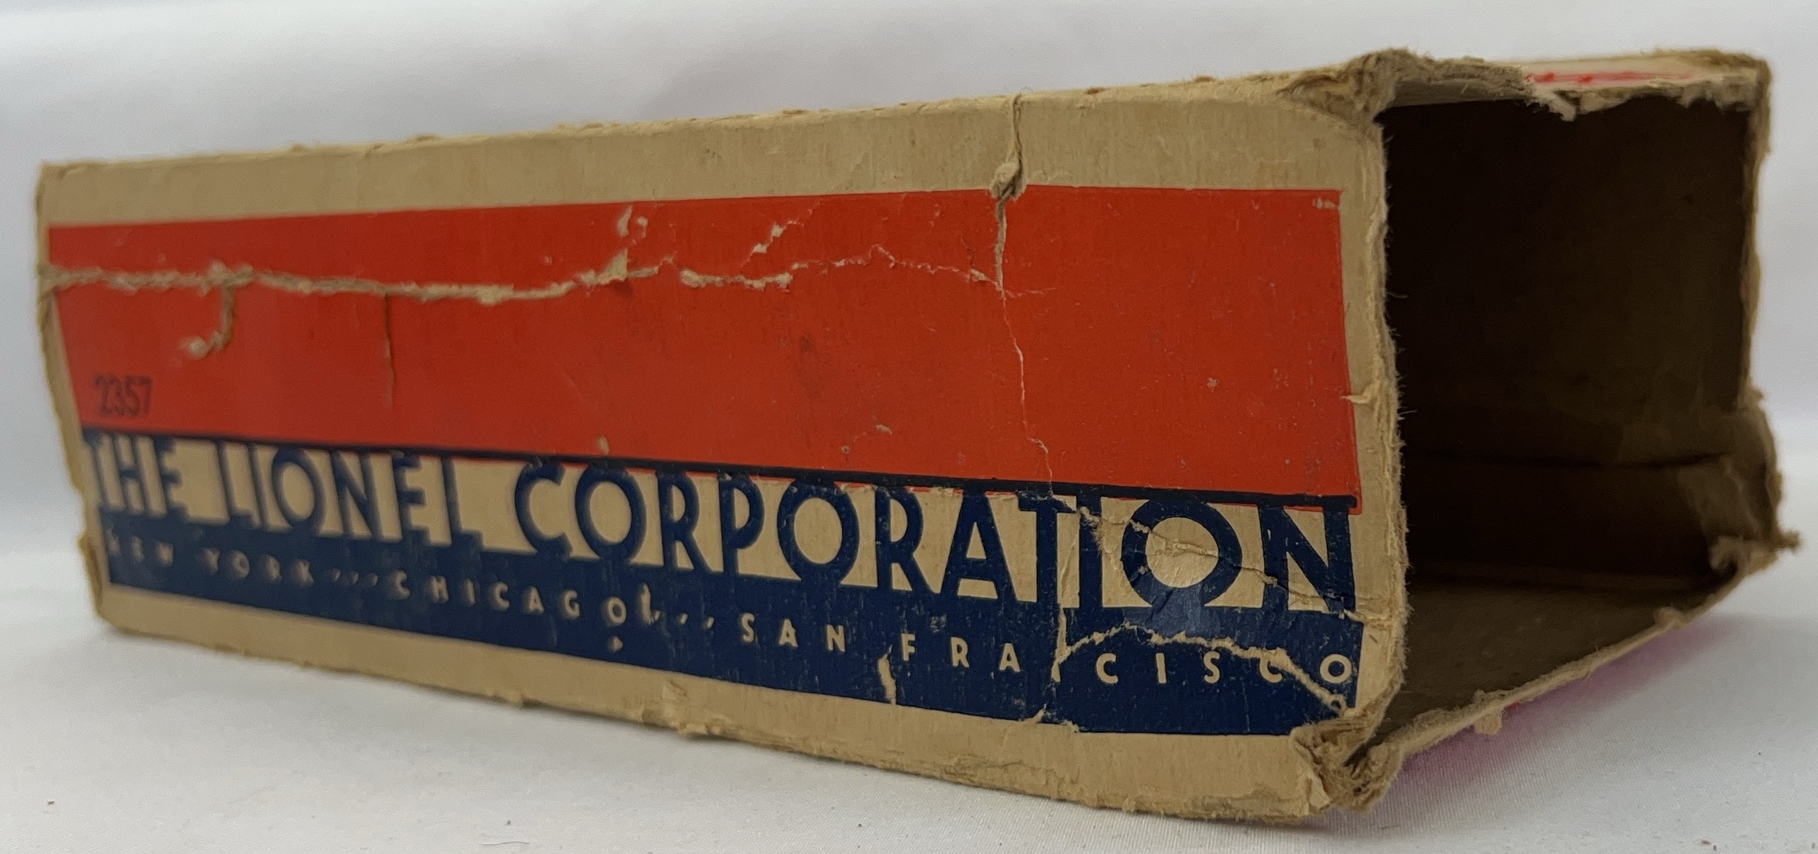 2357
THE LIONEL CORPORATION
NEW YORK···CHICAGO···SAN FRANCISCO